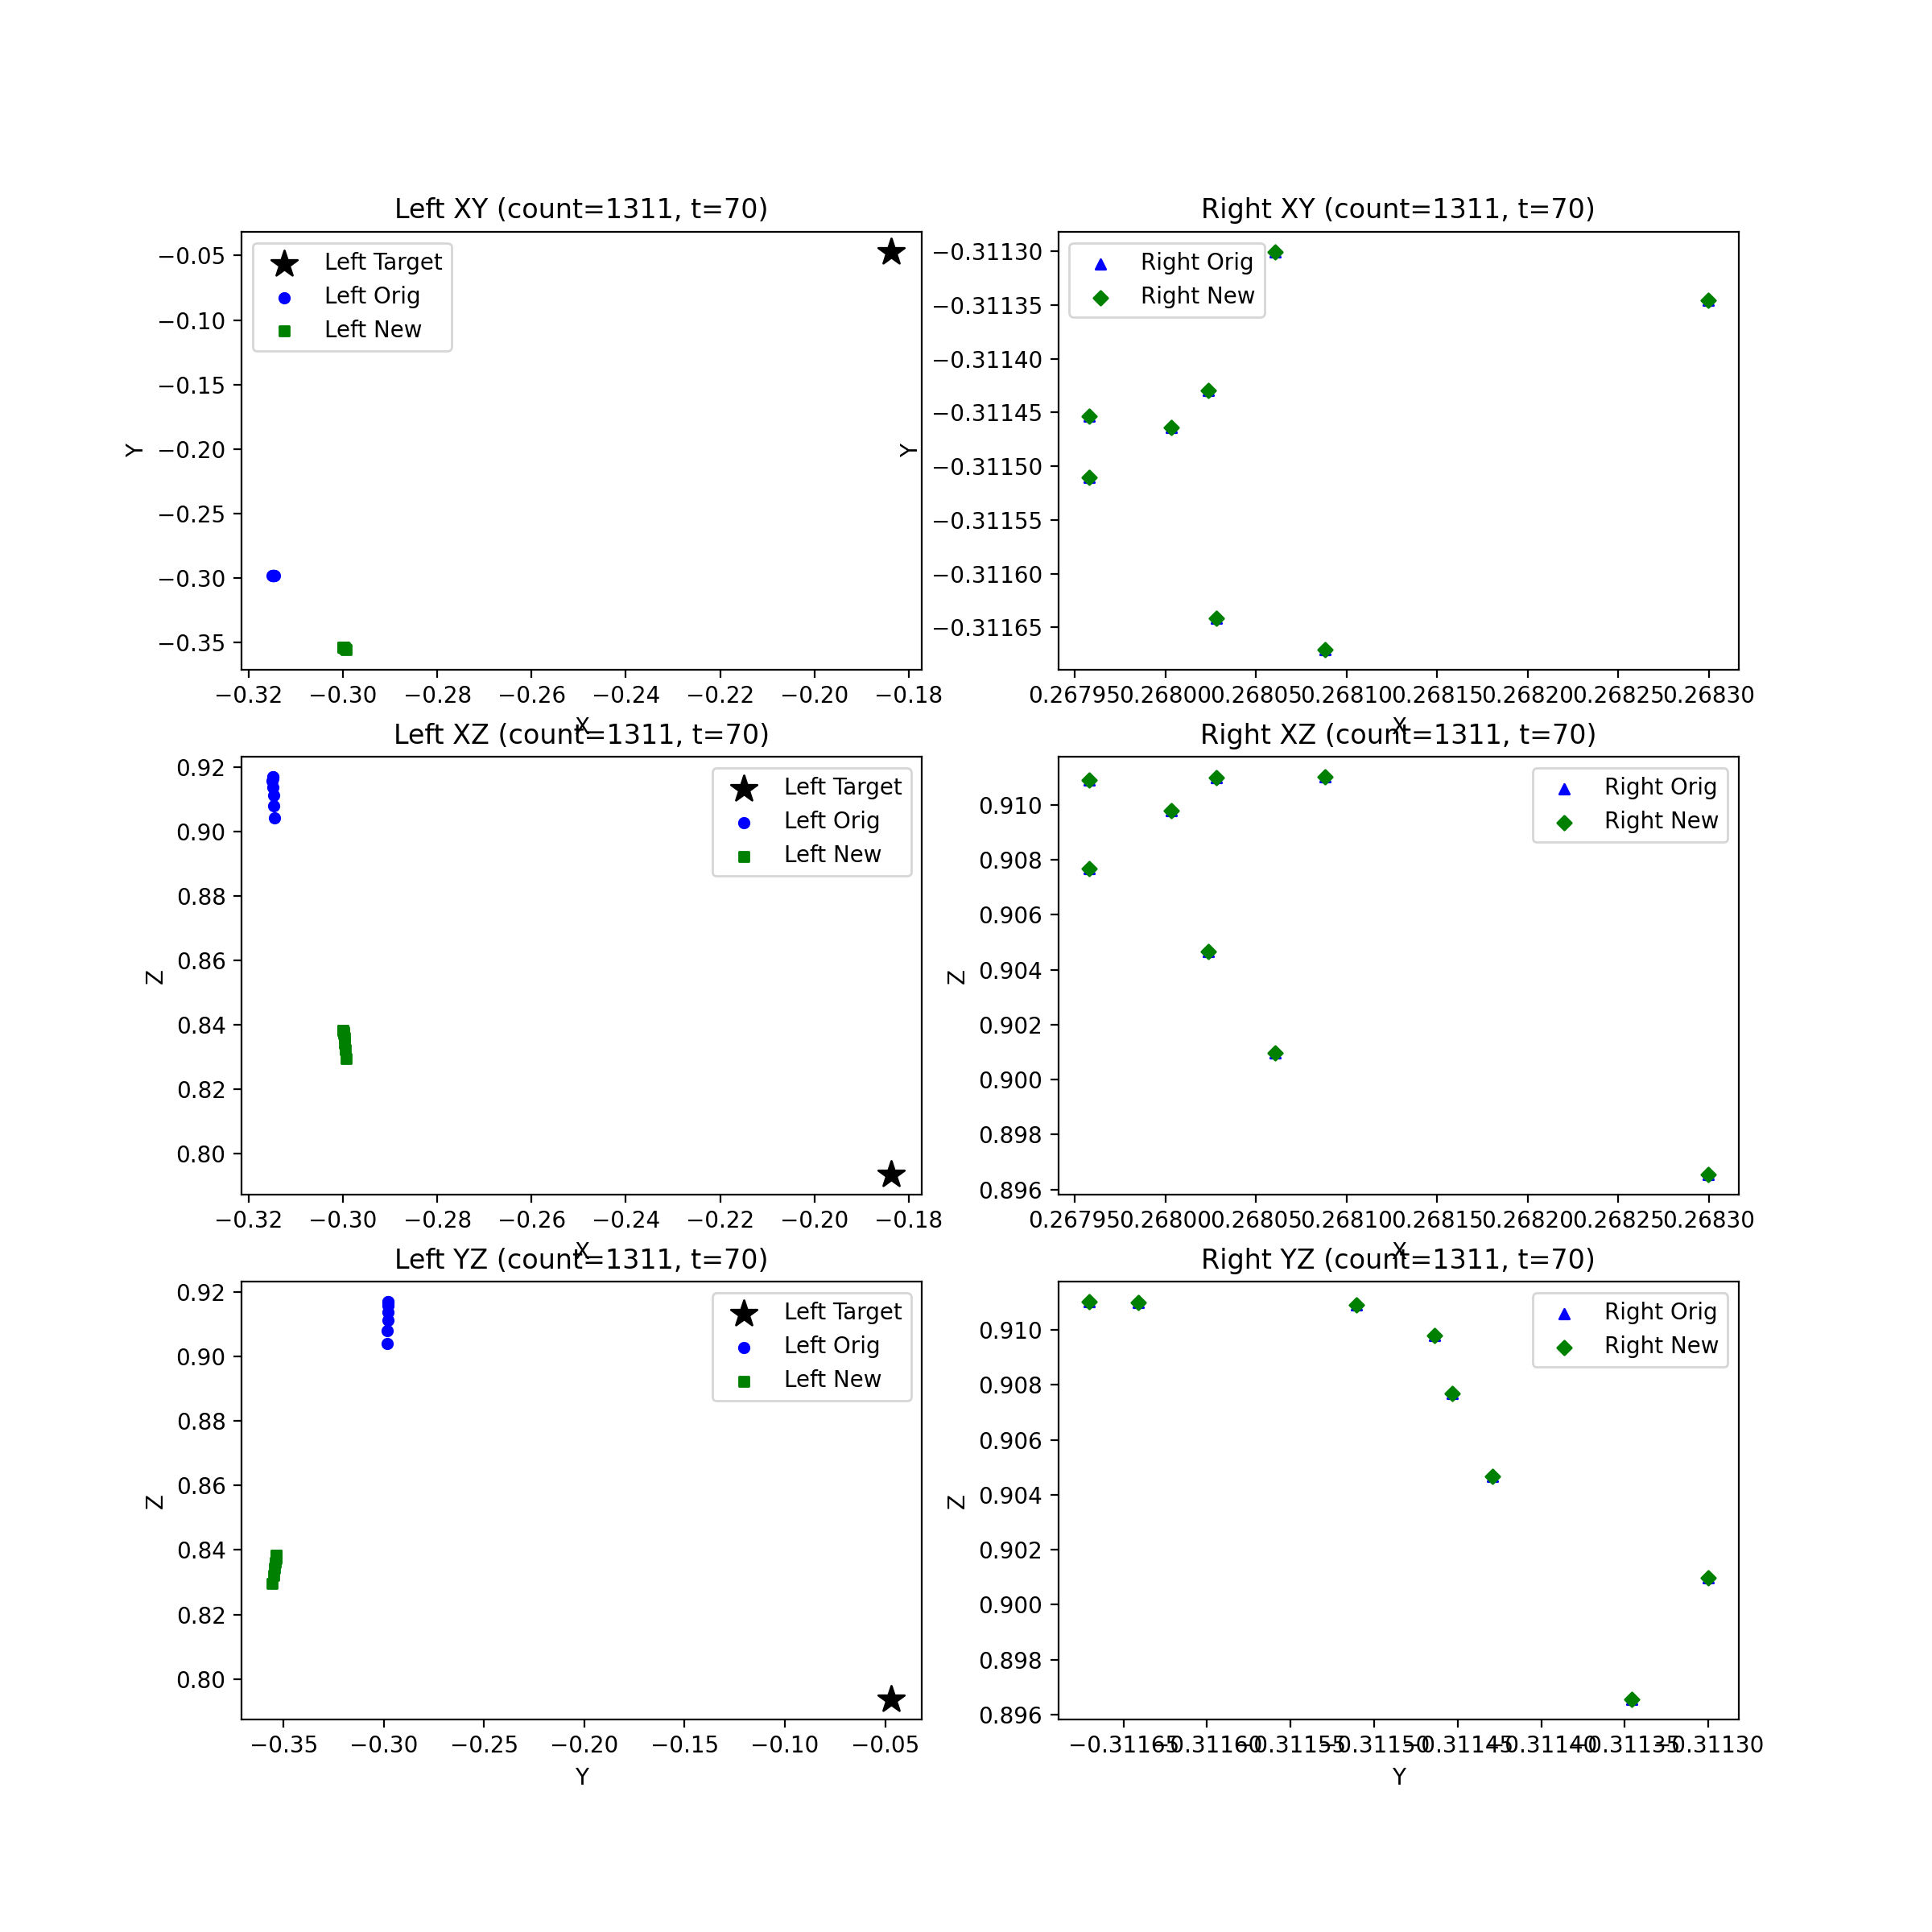 Left XY (count=1311, t=70)
Left Target
Left Orig
Left New
−0.05
−0.10
−0.15
−0.20
−0.25
−0.30
−0.35
Y
−0.32 −0.30 −0.28 −0.26 −0.24 −0.22 −0.20 −0.18
X
Right XY (count=1311, t=70)
Right Orig
Right New
−0.31130
−0.31135
−0.31140
−0.31145
−0.31150
−0.31155
−0.31160
−0.31165
Y
0.267950.268000.268050.268100.268150.268200.268250.26830
X
Left XZ (count=1311, t=70)
Left Target
Left Orig
Left New
0.92
0.90
0.88
0.86
0.84
0.82
0.80
Z
−0.32 −0.30 −0.28 −0.26 −0.24 −0.22 −0.20 −0.18
X
Right XZ (count=1311, t=70)
Right Orig
Right New
0.910
0.908
0.906
0.904
0.902
0.900
0.898
0.896
Z
0.267950.268000.268050.268100.268150.268200.268250.26830
X
Left YZ (count=1311, t=70)
Left Target
Left Orig
Left New
0.92
0.90
0.88
0.86
0.84
0.82
0.80
Z
−0.35 −0.30 −0.25 −0.20 −0.15 −0.10 −0.05
Y
Right YZ (count=1311, t=70)
Right Orig
Right New
0.910
0.908
0.906
0.904
0.902
0.900
0.898
0.896
Z
−0.31165−0.31160−0.31155−0.31150−0.31145−0.31140−0.31135−0.31130
Y